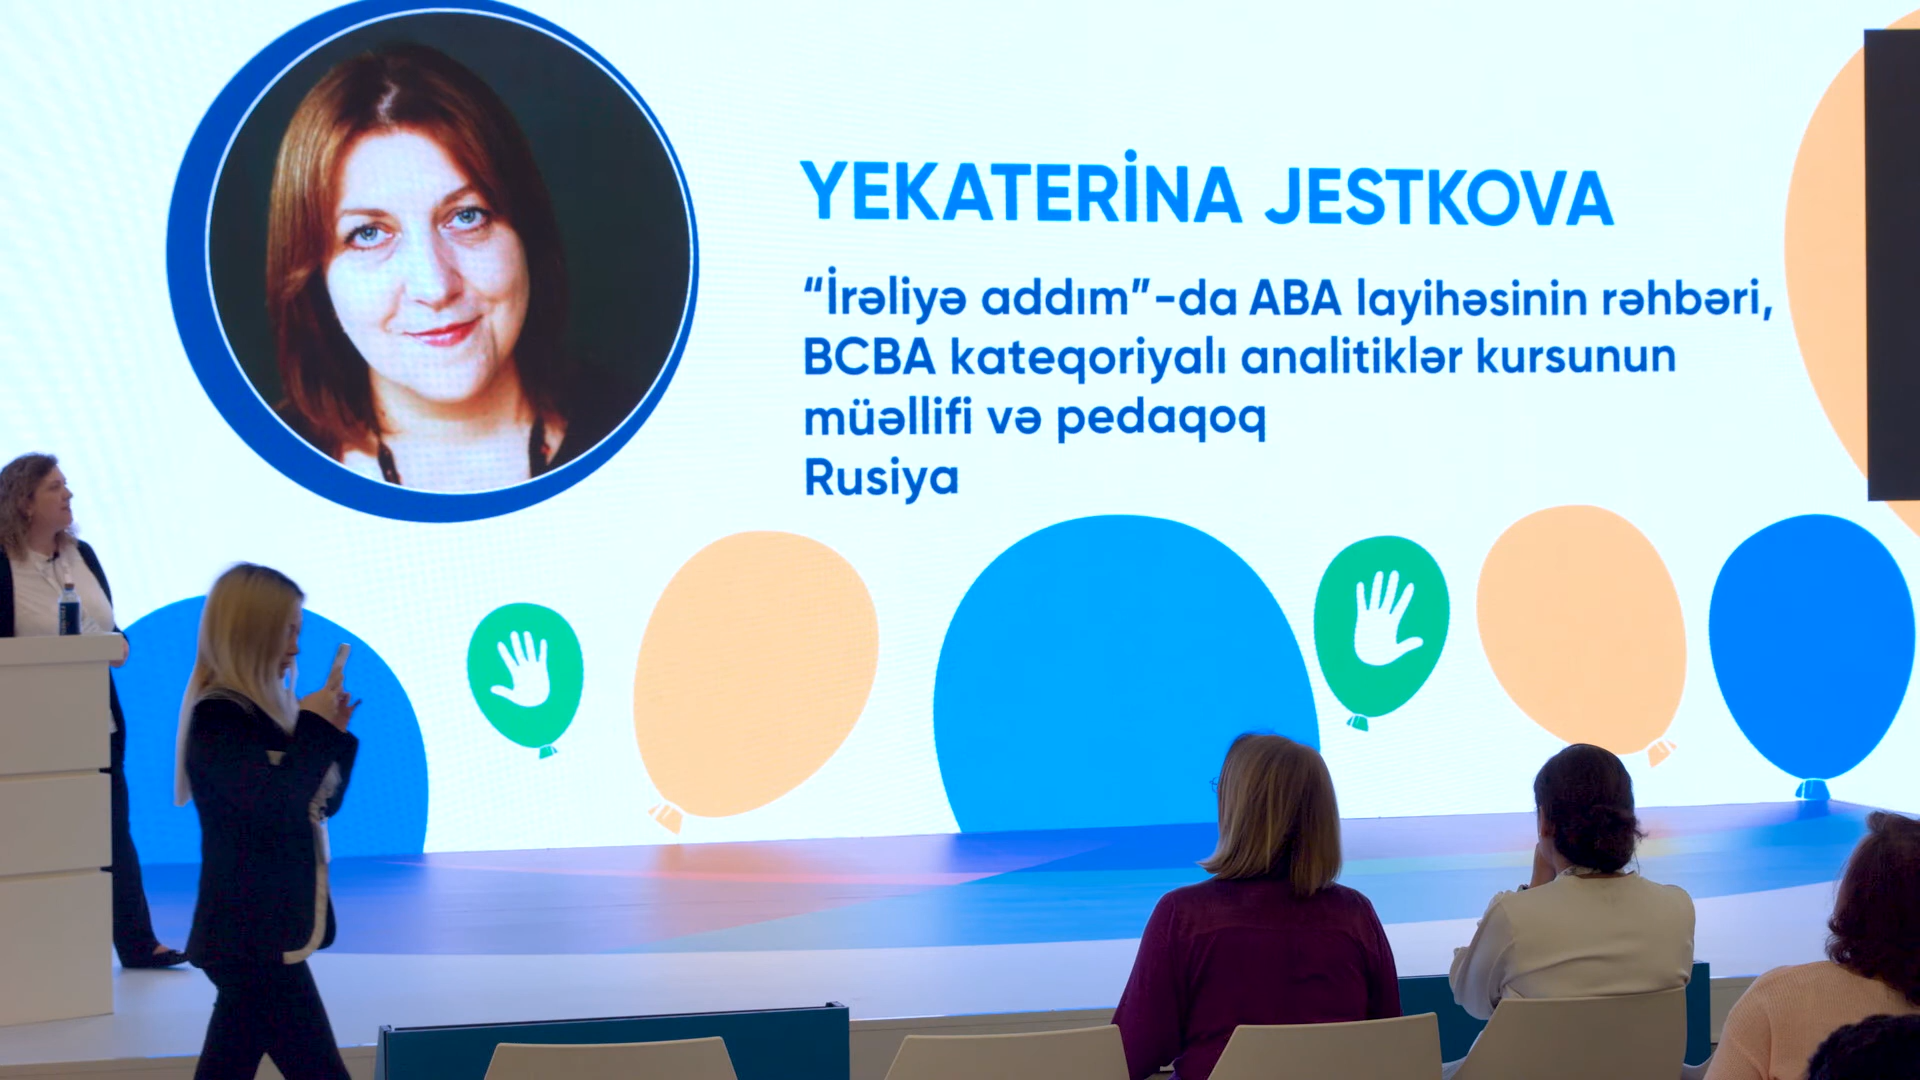 YEKATERİNA JESTKOVA
“İrəliyə addım”-da ABA layihəsinin rəhbəri,
BCBA kateqoriyalı analitiklər kursunun
müəllifi və pedaqoq
Rusiya